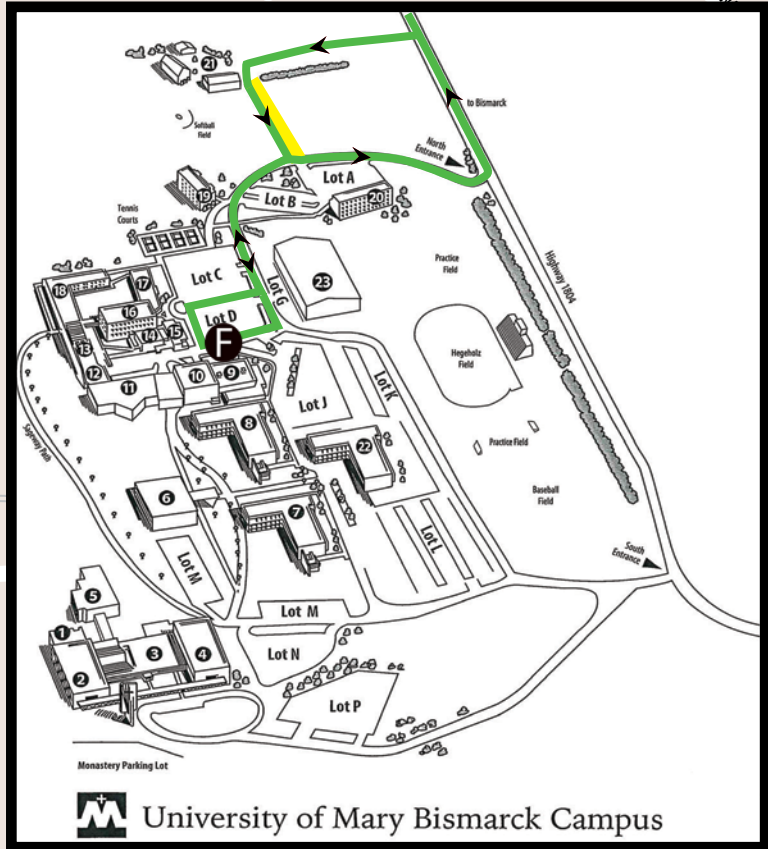 21
to Bismarck
Softball
Field
North
Entrance
Lot A
19
Lot B
20
Tennis
Courts
Practice
Field
Highway 1804
18
17
Lot C
Lot G
23
16
Lot D
15
14
F
13
Hegeholz
Field
12
11
10
9
Lot K
Lot J
8
22
Sageway Path
Practice Field
6
Baseball
Field
7
Lot L
South
Entrance
Lot M
5
Lot M
1
2
3
4
Lot N
Lot P
Monastery Parking Lot
M
University of Mary Bismarck Campus